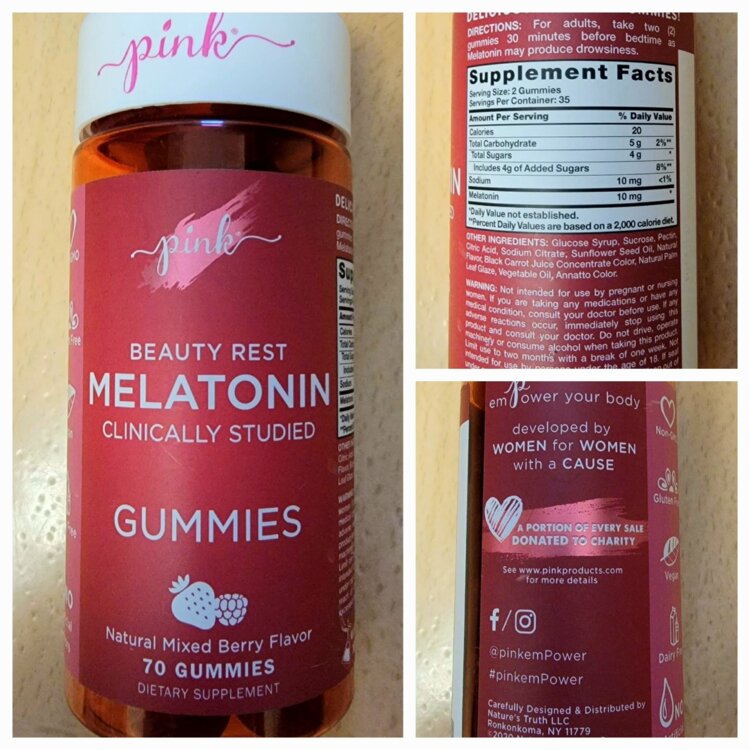 pink®
pink®
BEAUTY REST
MELATONIN
CLINICALLY STUDIED
GUMMIES
Natural Mixed Berry Flavor
70 GUMMIES
DIETARY SUPPLEMENT
DIRECTIONS: For adults, take two (2)
gummies 30 minutes before bedtime as
Melatonin may produce drowsiness.
Supplement Facts
Serving Size: 2 Gummies
Servings Per Container: 35
Amount Per Serving % Daily Value
Calories 20
Total Carbohydrate 5 g 2%**
Total Sugars 4 g *
Includes 4g of Added Sugars 8%**
Sodium 10 mg <1%
Melatonin 10 mg *
*Daily Value not established.
**Percent Daily Values are based on a 2,000 calorie diet.
OTHER INGREDIENTS: Glucose Syrup, Sucrose, Pectin,
Citric Acid, Sodium Citrate, Sunflower Seed Oil, Natural
Flavor, Black Carrot Juice Concentrate Color, Natural Palm
Leaf Glaze, Vegetable Oil, Annatto Color.
WARNING: Not intended for use by pregnant or nursing
women. If you are taking any medications or have any
medical condition, consult your doctor before use. If any
adverse reactions occur, immediately stop using this
product and consult your doctor. Do not drive, operate
machinery or consume alcohol when taking this product.
Limit use to two months with a break of one week. Not
intended for use by persons under the age of 18.
emPower your body
developed by
WOMEN for WOMEN
with a CAUSE
A PORTION OF EVERY SALE
DONATED TO CHARITY
See www.pinkproducts.com
for more details
f/
@pinkemPower
#pinkemPower
Carefully Designed & Distributed by
Nature's Truth LLC
Ronkonkoma, NY 11779
Vegan